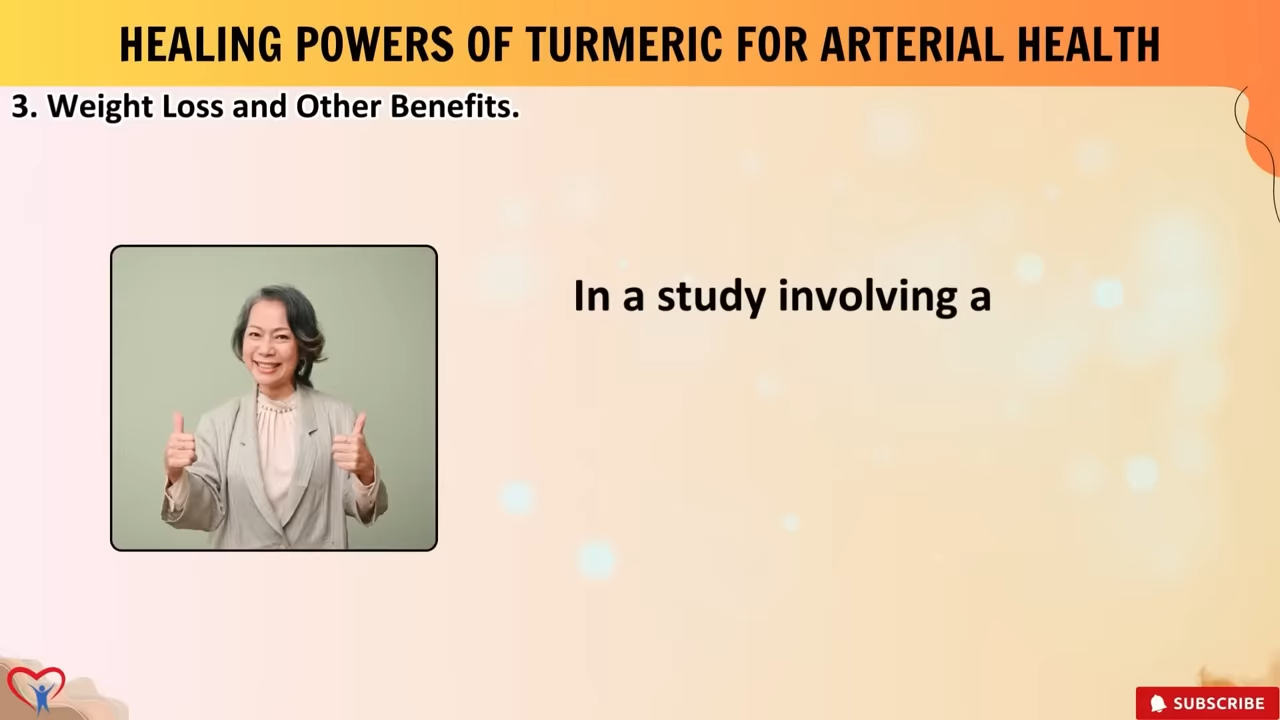 HEALING POWERS OF TURMERIC FOR ARTERIAL HEALTH
3. Weight Loss and Other Benefits.
In a study involving a
SUBSCRIBE